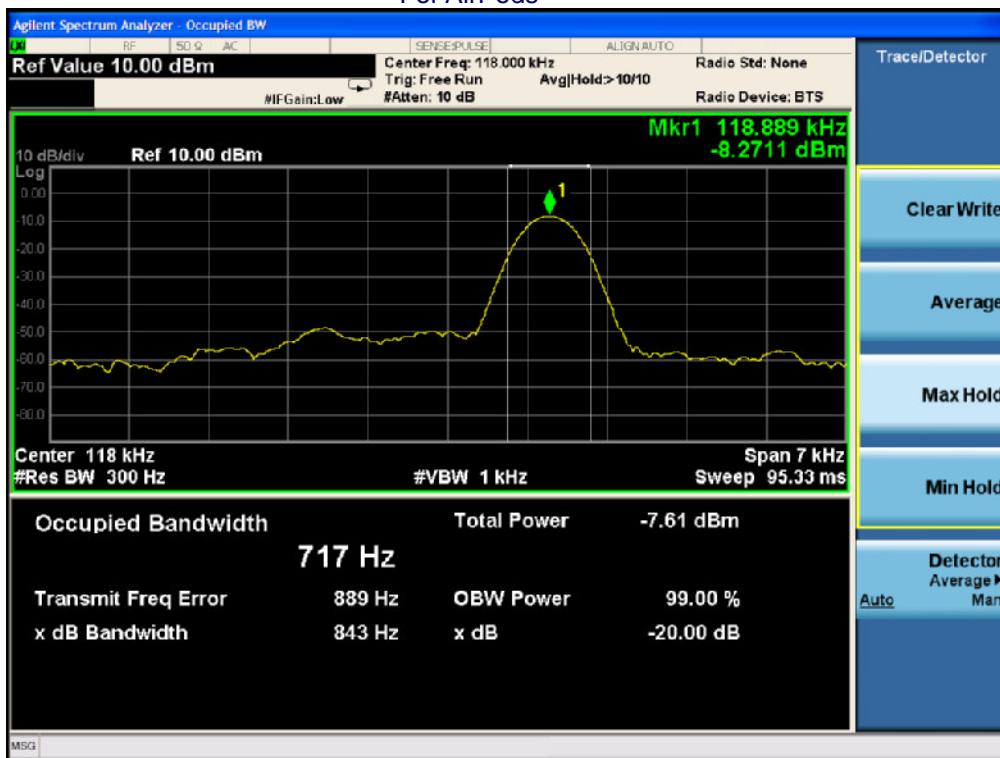 Agilent Spectrum Analyzer - Occupied BW
RF 50 Ω AC SENSE:PULSE ALIGN AUTO
Ref Value 10.00 dBm
Center Freq: 118.000 kHz
Radio Std: None
Trig: Free Run Avg|Hold:>10/10
#IFGain:Low #Atten: 10 dB
Radio Device: BTS
Mkr1 118.889 kHz
-8.2711 dBm
10 dB/div Ref 10.00 dBm
Log
0.00
-10.0
-20.0
-30.0
-40.0
-50.0
-60.0
-70.0
-80.0
1
Center 118 kHz Span 7 kHz
#Res BW 300 Hz #VBW 1 kHz Sweep 95.33 ms
Occupied Bandwidth Total Power -7.61 dBm
717 Hz
Transmit Freq Error 889 Hz OBW Power 99.00 %
x dB Bandwidth 843 Hz x dB -20.00 dB
MSG
Trace/Detector
Clear Write
Average
Max Hold
Min Hold
Detector
Average
Auto Man